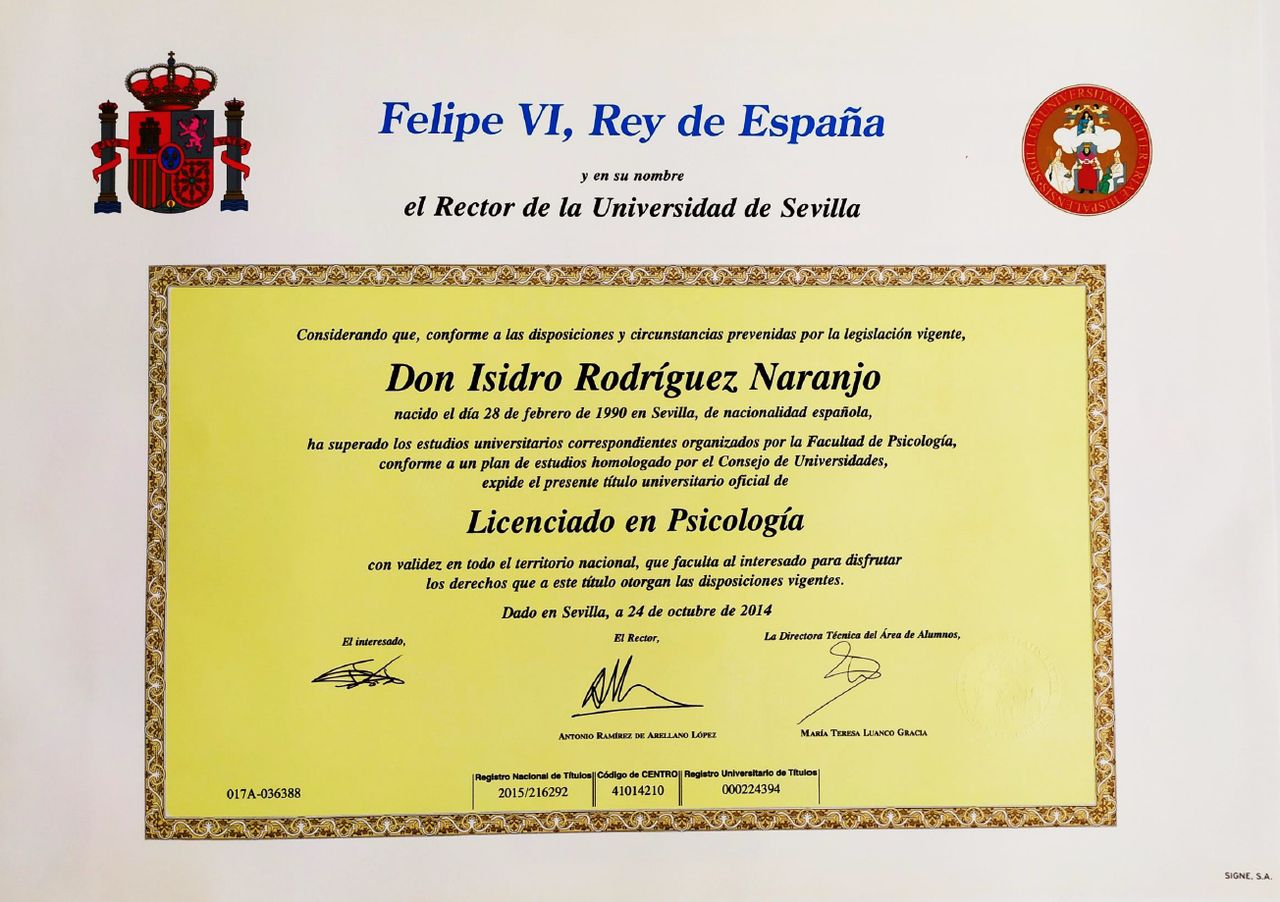 Felipe VI, Rey de España
SIGILLUM UNIVERSITATIS LITTERARIAE HISPALENSIS
y en su nombre
el Rector de la Universidad de Sevilla
Considerando que, conforme a las disposiciones y circunstancias prevenidas por la legislación vigente,
Don Isidro Rodríguez Naranjo
nacido el día 28 de febrero de 1990 en Sevilla, de nacionalidad española,
ha superado los estudios universitarios correspondientes organizados por la Facultad de Psicología,
conforme a un plan de estudios homologado por el Consejo de Universidades,
expide el presente título universitario oficial de
Licenciado en Psicología
con validez en todo el territorio nacional, que faculta al interesado para disfrutar
los derechos que a este título otorgan las disposiciones vigentes.
Dado en Sevilla, a 24 de octubre de 2014
El interesado,
El Rector,
La Directora Técnica del Área de Alumnos,
ANTONIO RAMÍREZ DE ARELLANO LÓPEZ
MARÍA TERESA LUANCO GRACIA
Registro Nacional de Títulos
Código de CENTRO
Registro Universitario de Títulos
017A-036388
2015/216292
41014210
000224394
SIGNE, S.A.